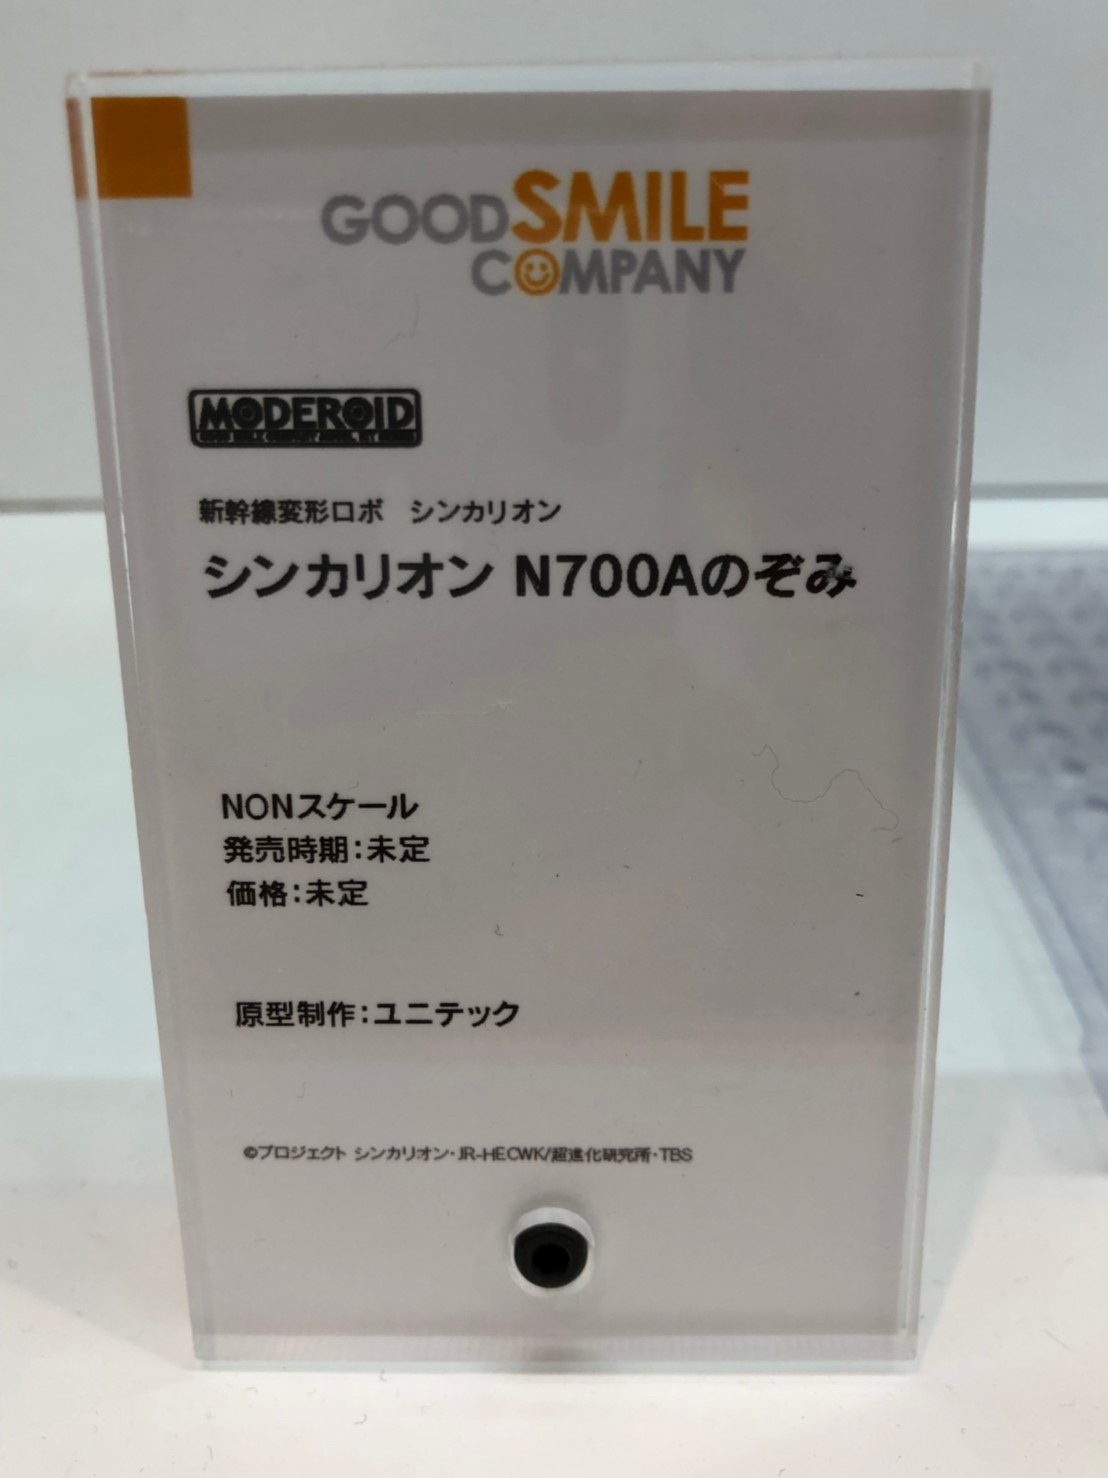 GOODSMILE
COMPANY
MODEROID
新幹線変形ロボ シンカリオン
シンカリオン N700Aのぞみ
NONスケール
発売時期:未定
価格:未定
原型制作:ユニテック
©プロジェクト シンカリオン・JR-HECWK/超進化研究所・TBS